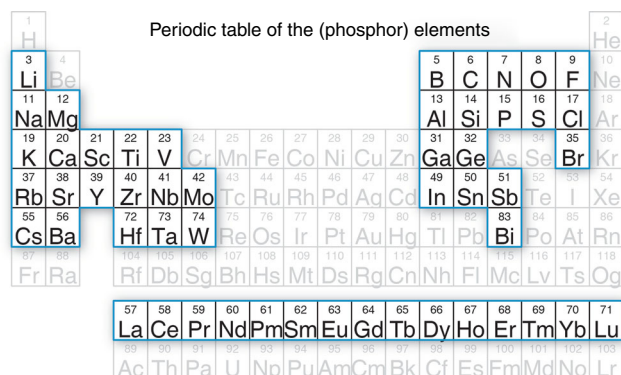 Periodic table of the (phosphor) elements
1 2
H He
3 4 5 6 7 8 9 10
Li Be B C N O F Ne
11 12 13 14 15 16 17 18
Na Mg Al Si P S Cl Ar
19 20 21 22 23 24 25 26 27 28 29 30 31 32 33 34 35 36
K Ca Sc Ti V Cr Mn Fe Co Ni Cu Zn Ga Ge As Se Br Kr
37 38 39 40 41 42 43 44 45 46 47 48 49 50 51 52 53 54
Rb Sr Y Zr Nb Mo Tc Ru Rh Pd Ag Cd In Sn Sb Te I Xe
55 56 72 73 74 75 76 77 78 79 80 81 82 83 84 85 86
Cs Ba Hf Ta W Re Os Ir Pt Au Hg Tl Pb Bi Po At Rn
87 88 104 105 106 107 108 109 110 111 112 113 114 115 116 117 118
Fr Ra Rf Db Sg Bh Hs Mt Ds Rg Cn Nh Fl Mc Lv Ts Og
57 58 59 60 61 62 63 64 65 66 67 68 69 70 71
La Ce Pr Nd Pm Sm Eu Gd Tb Dy Ho Er Tm Yb Lu
89 90 91 92 93 94 95 96 97 98 99 100 101 102 103
Ac Th Pa U Np Pu Am Cm Bk Cf Es Fm Md No Lr